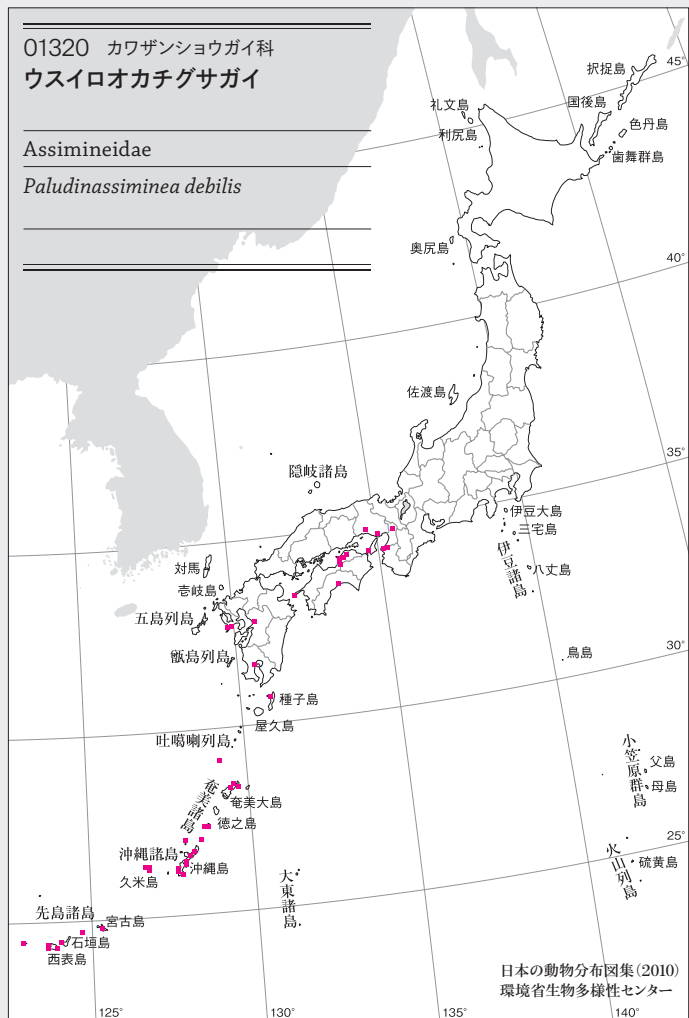 01320 カワザンショウガイ科
ウスイロオカチグサガイ
Assimineidae
Paludinassiminea debilis
択捉島
45°
礼文島
国後島
色丹島
利尻島
歯舞群島
奥尻島
40°
佐渡島
35°
隠岐諸島
伊豆大島
三宅島
伊豆諸島
八丈島
対馬
壱岐島
五島列島
甑島列島
鳥島
30°
種子島
屋久島
吐噶喇列島
小笠原群島
父島
母島
奄美諸島
奄美大島
徳之島
25°
沖縄諸島
沖縄島
久米島
火山列島
硫黄島
大東諸島
先島諸島
宮古島
石垣島
西表島
日本の動物分布図集(2010)
環境省生物多様性センター
125°
130°
135°
140°